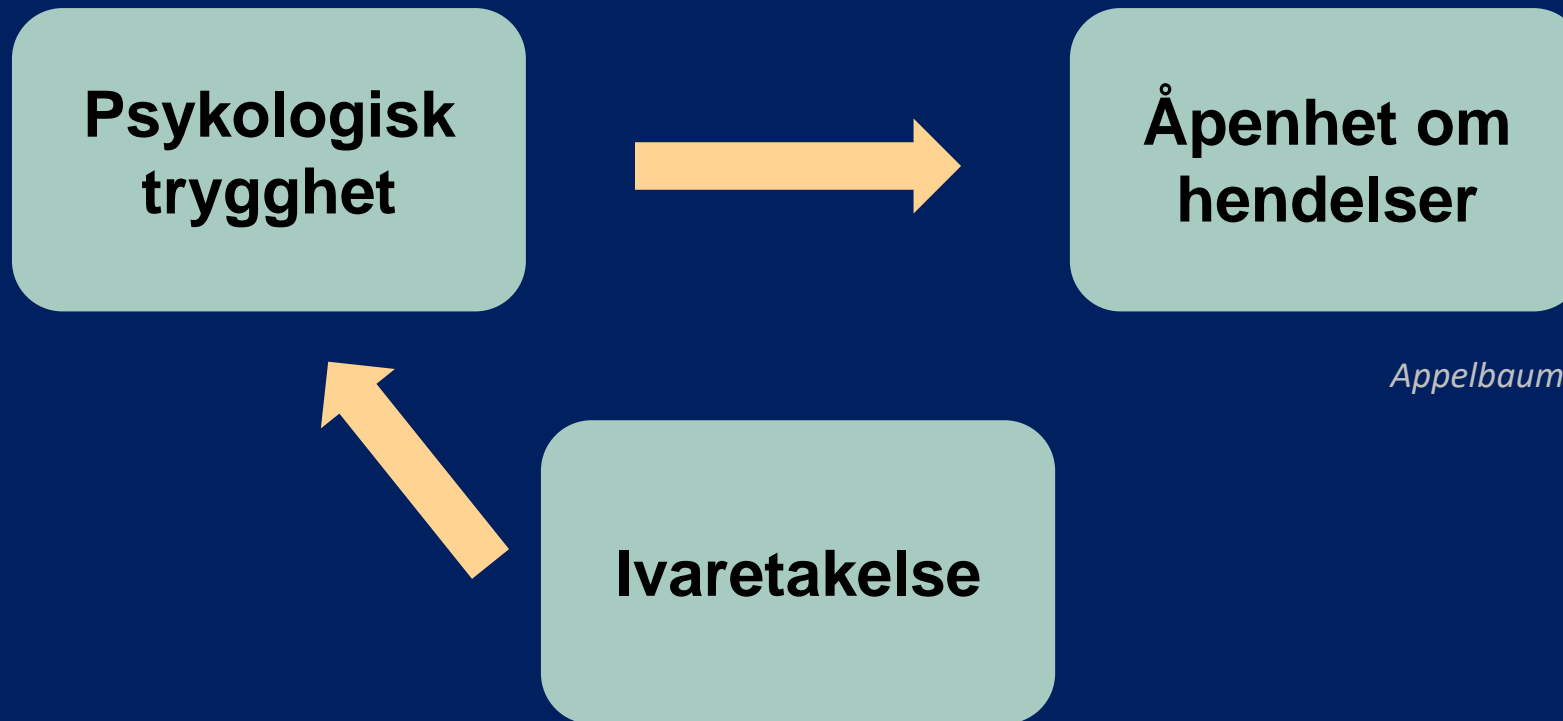 Psykologisk
trygghet
Åpenhet om
hendelser
Appelbaum
Ivaretakelse